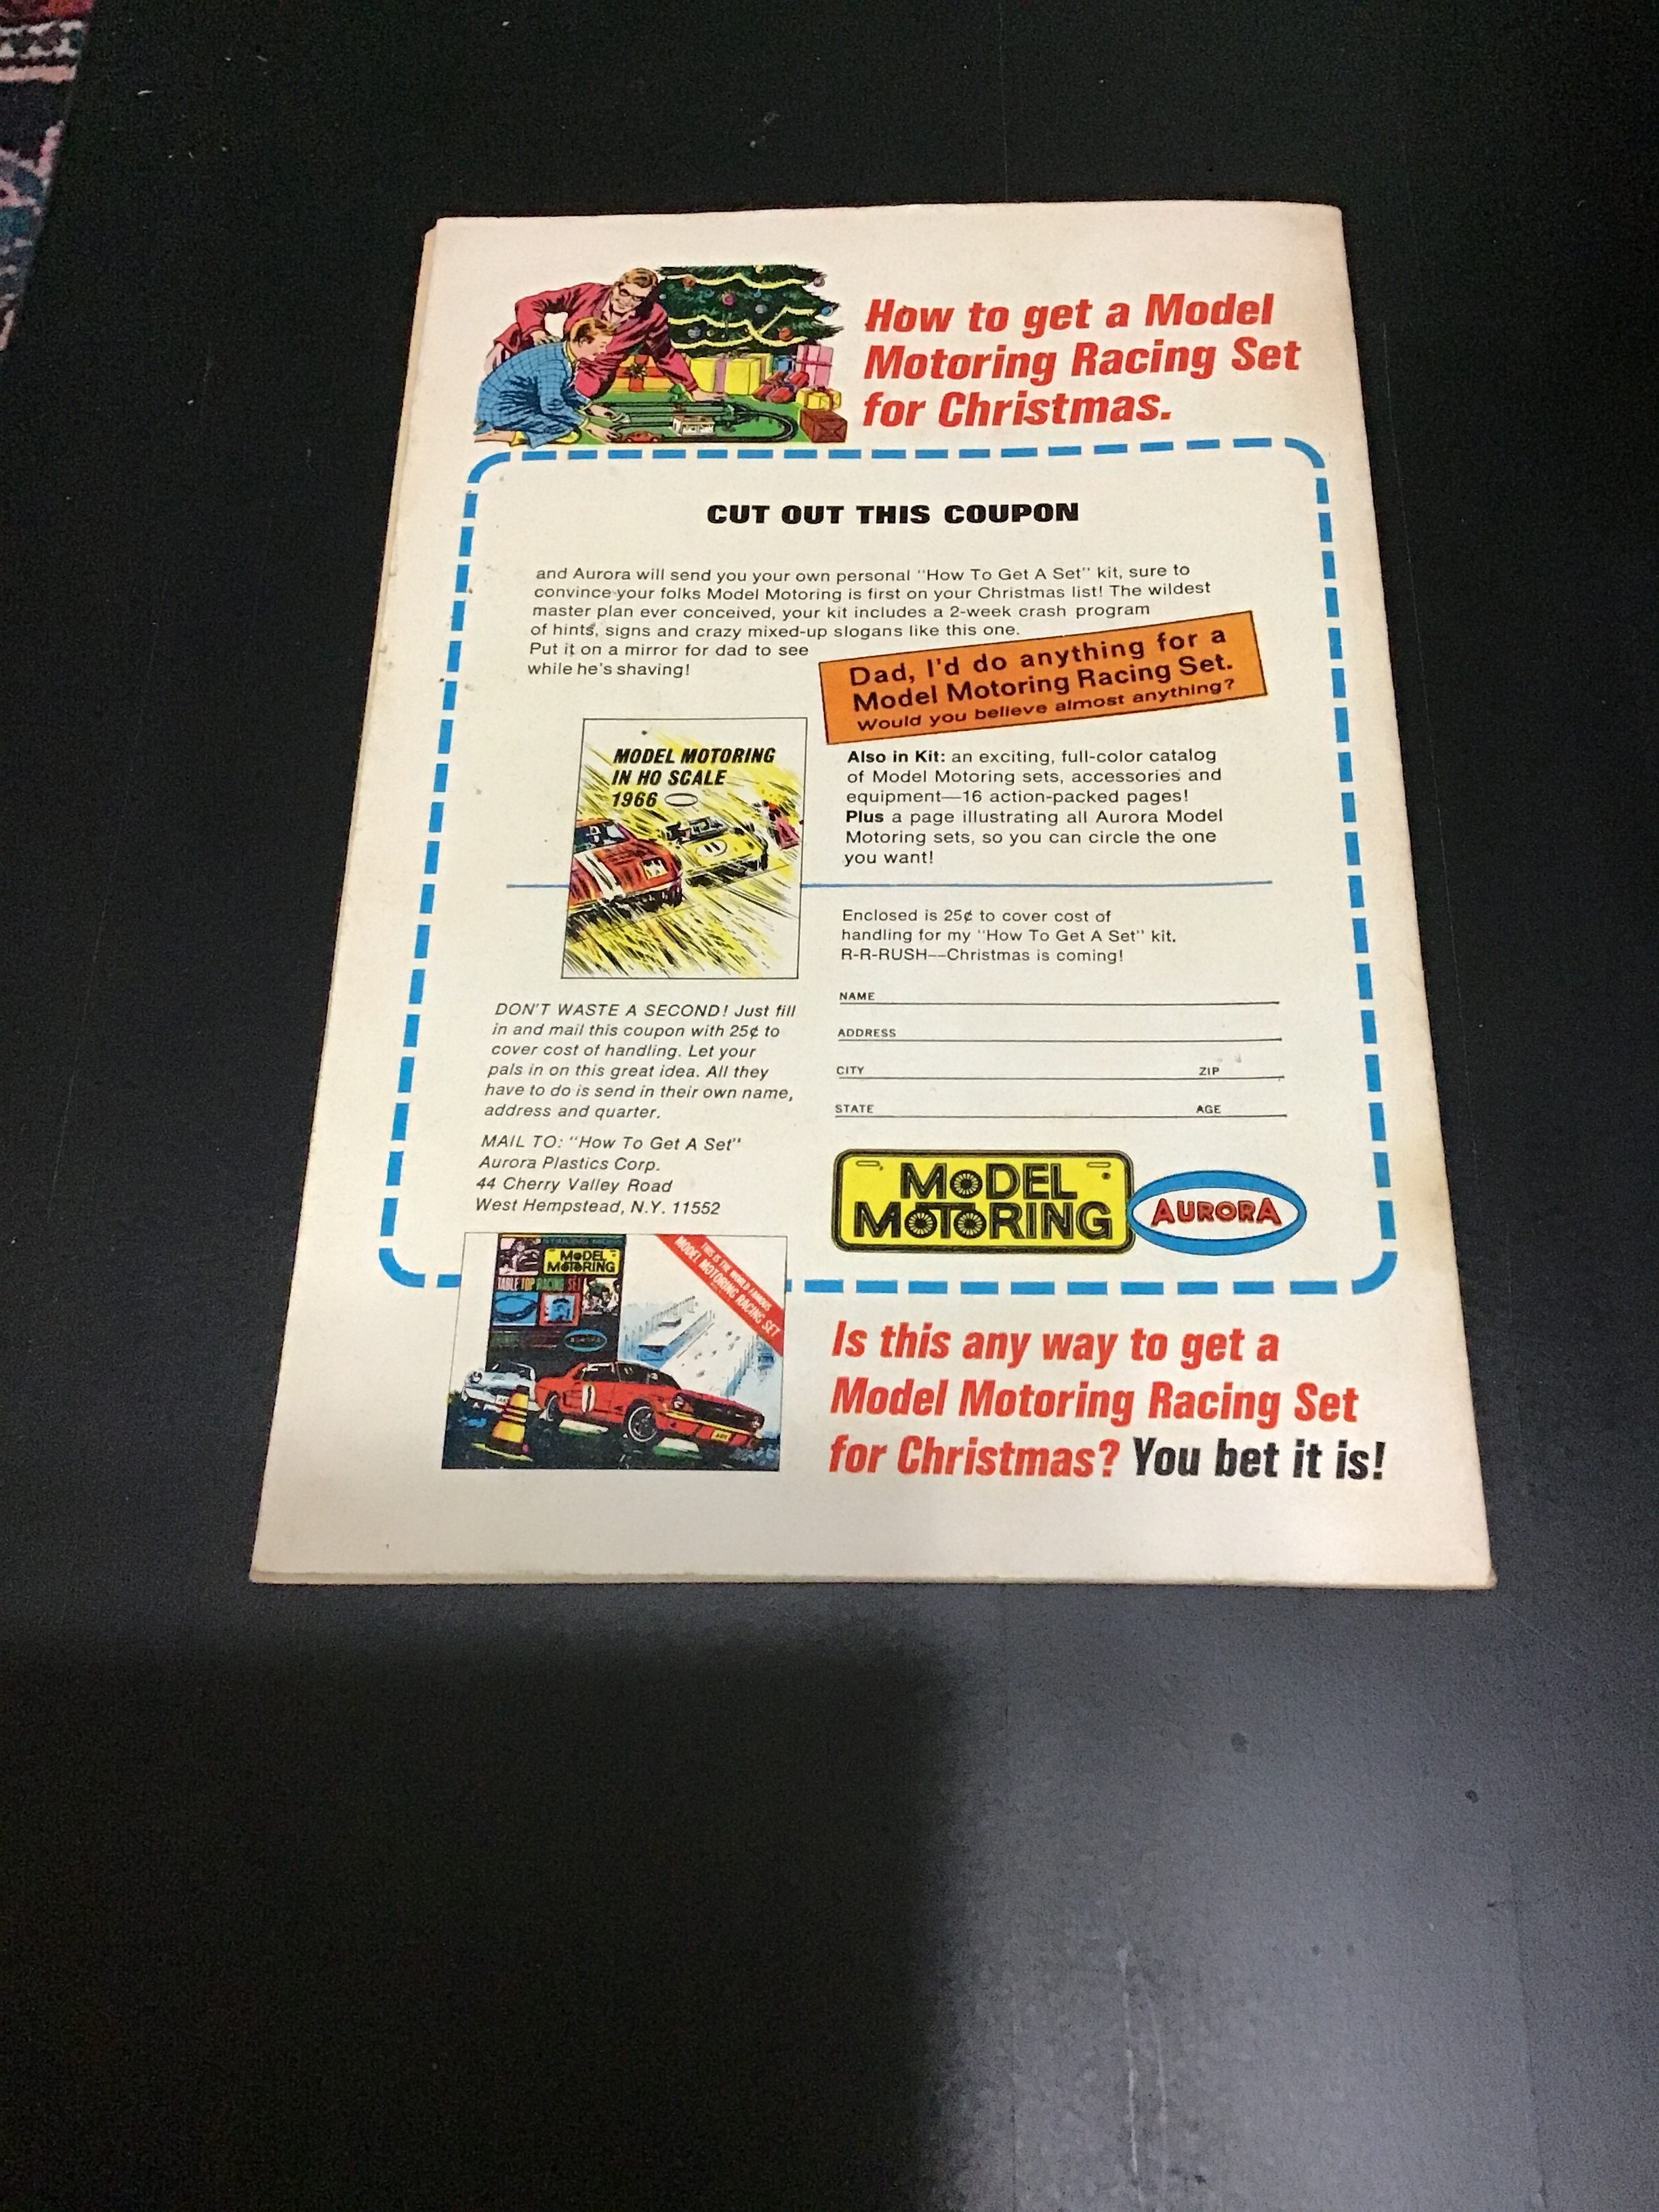 How to get a Model
Motoring Racing Set
for Christmas.
CUT OUT THIS COUPON
and Aurora will send you your own personal "How To Get A Set" kit, sure to
convince your folks Model Motoring is first on your Christmas list! The wildest
master plan ever conceived, your kit includes a 2-week crash program
of hints, signs and crazy mixed-up slogans like this one.
Put it on a mirror for dad to see
while he's shaving!
Dad, I'd do anything for a
Model Motoring Racing Set.
Would you believe almost anything?
MODEL MOTORING
IN HO SCALE
1966
Also in Kit: an exciting, full-color catalog
of Model Motoring sets, accessories and
equipment—16 action-packed pages!
Plus a page illustrating all Aurora Model
Motoring sets, so you can circle the one
you want!
Enclosed is 25¢ to cover cost of
handling for my "How To Get A Set" kit.
R-R-RUSH—Christmas is coming!
NAME
ADDRESS
CITY ZIP
STATE AGE
DON'T WASTE A SECOND! Just fill
in and mail this coupon with 25¢ to
cover cost of handling. Let your
pals in on this great idea. All they
have to do is send in their own name,
address and quarter.
MAIL TO: "How To Get A Set"
Aurora Plastics Corp.
44 Cherry Valley Road
West Hempstead, N.Y. 11552
MODEL
MOTORING
AURORA
MODEL
MOTORING
TABLE TOP RACING SET
AURORA
THIS IS THE WORLD FAMOUS
MODEL MOTORING RACING SET
Is this any way to get a
Model Motoring Racing Set
for Christmas? You bet it is!